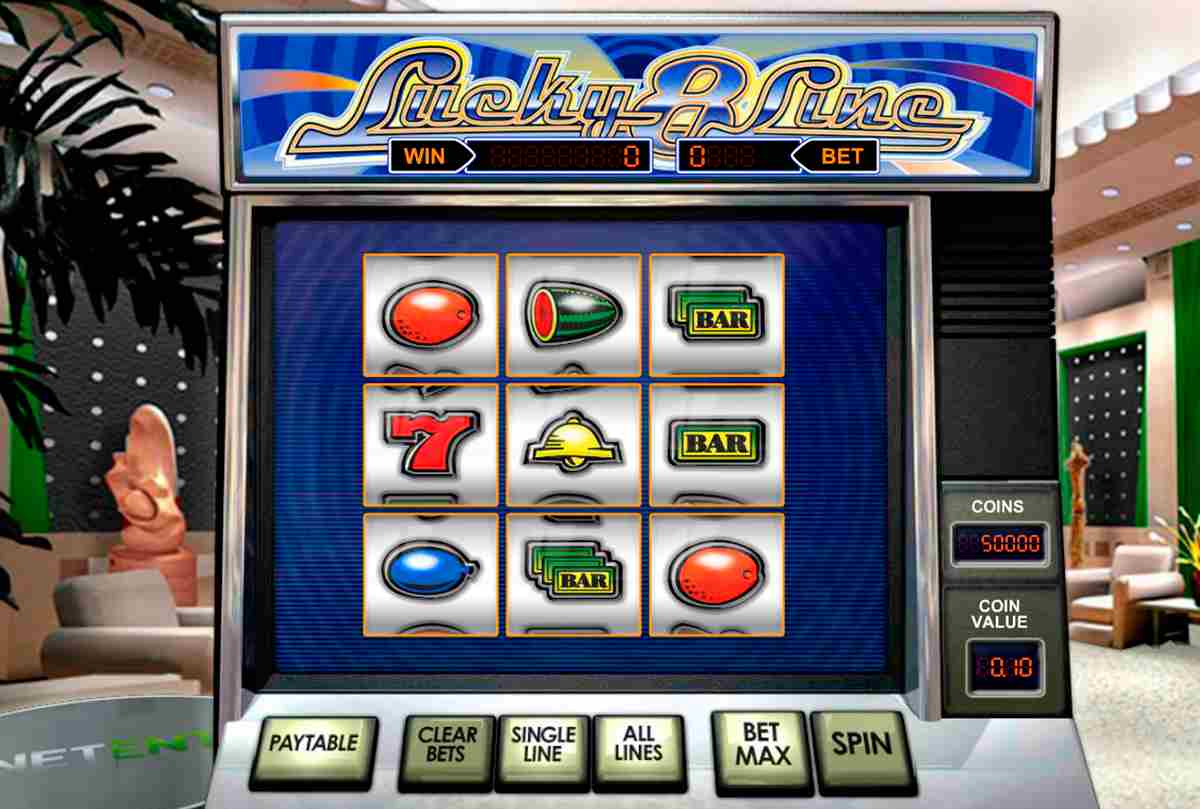 Lucky 8 Line
WIN
0
0
BET
BAR
7
BAR
BAR
COINS
50000
COIN
VALUE
0.10
NETENT
PAYTABLE
CLEAR
BETS
SINGLE
LINE
ALL
LINES
BET
MAX
SPIN